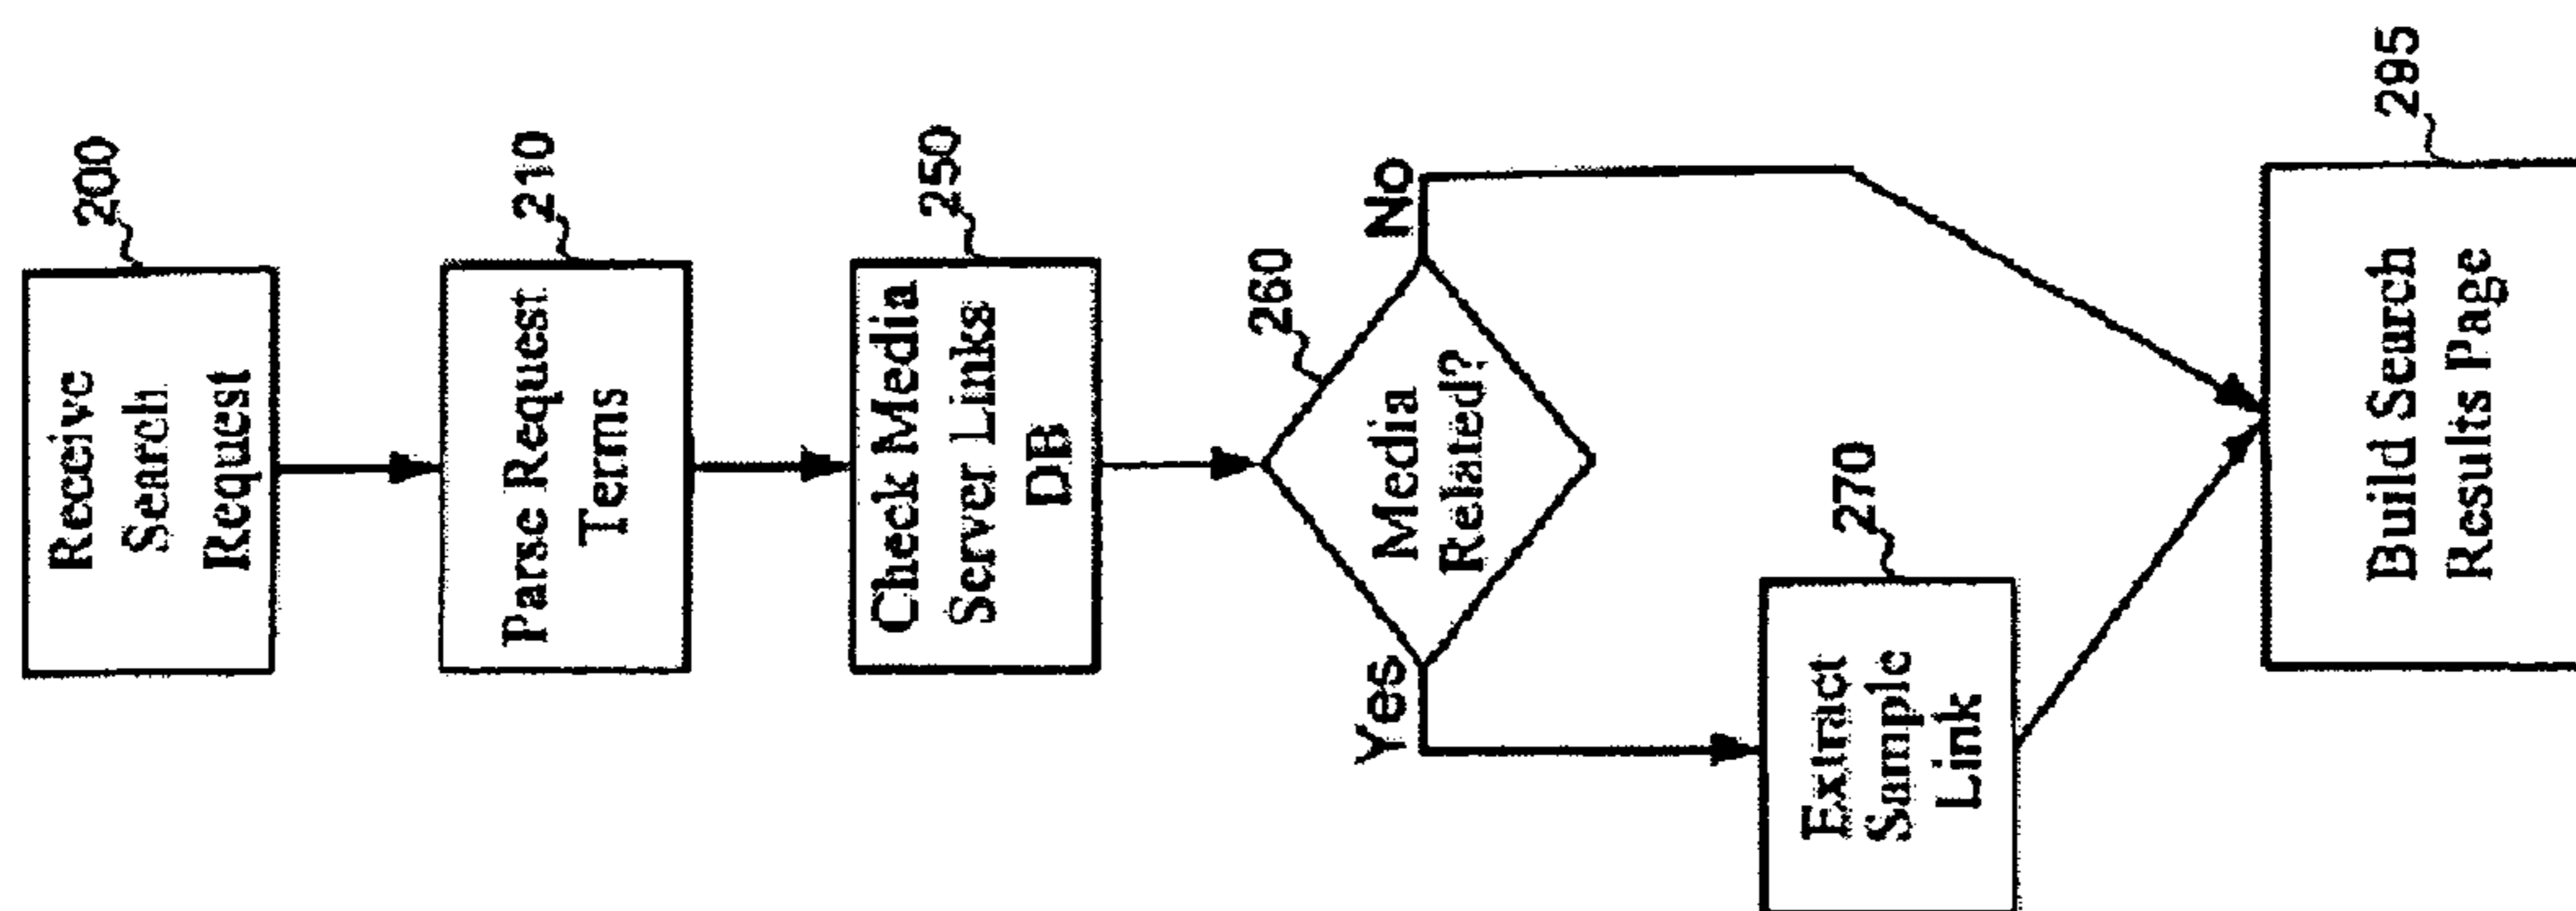 200
Receive
Search
Request
210
Parse Request
Terms
250
Check Media
Server Links
DB
260
Media
Related?
Yes
No
270
Extract
Sample
Link
295
Build Search
Results Page